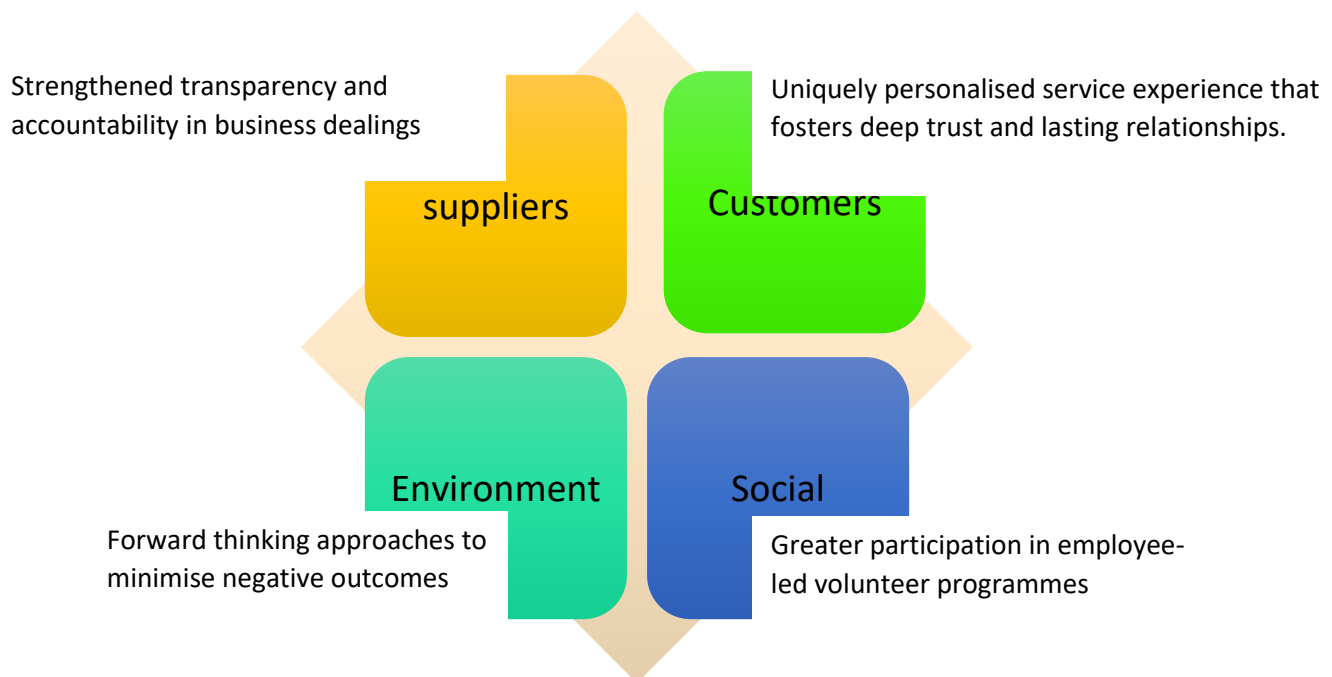 Strengthened transparency and
accountability in business dealings
suppliers
Uniquely personalised service experience that
fosters deep trust and lasting relationships.
Customers
Environment
Forward thinking approaches to
minimise negative outcomes
Social
Greater participation in employee-
led volunteer programmes